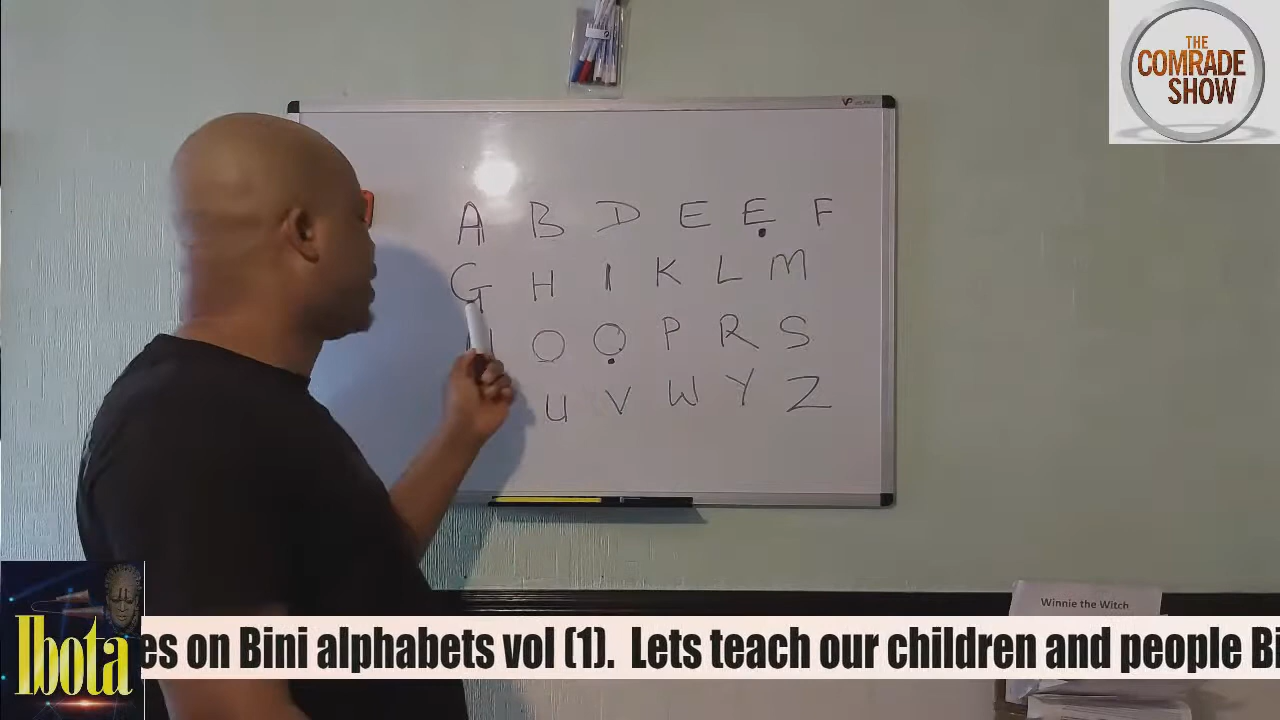 THE
COMRADE
SHOW
A B D E Ẹ F
G H I K L M
O Ọ P R S
U V W Y Z
Winnie the Witch
es on Bini alphabets vol (1). Lets teach our children and people Bi
Ibota